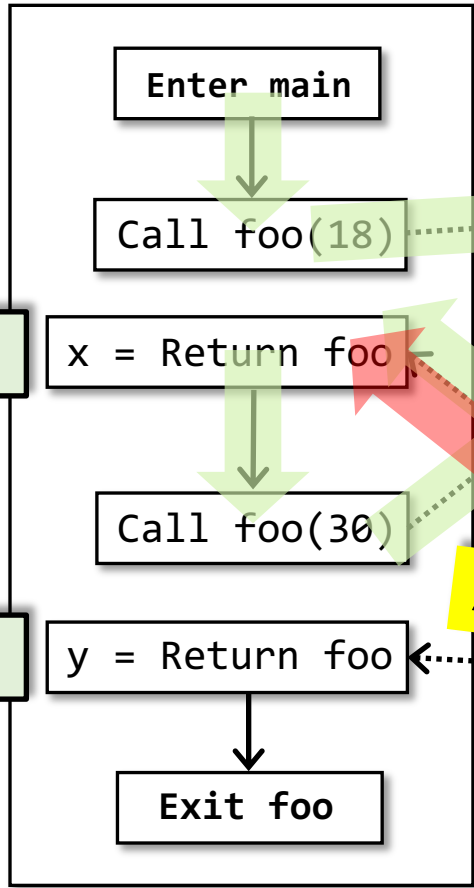 Enter main
Call foo(18)
x = Return foo
Call foo(30)
y = Return foo
Exit foo